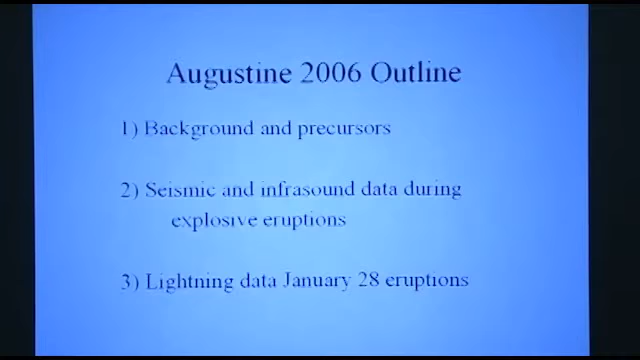 Augustine 2006 Outline
1) Background and precursors
2) Seismic and infrasound data during
explosive eruptions
3) Lightning data January 28 eruptions